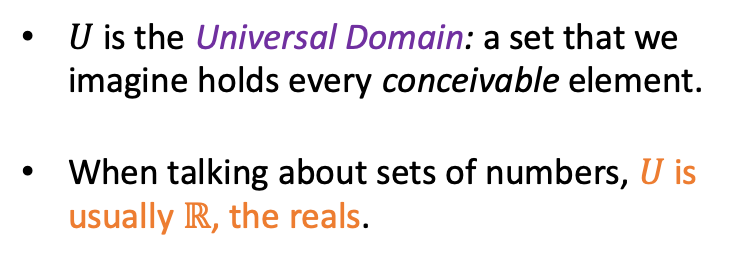 • U is the Universal Domain: a set that we
imagine holds every conceivable element.
• When talking about sets of numbers, U is
usually ℝ, the reals.